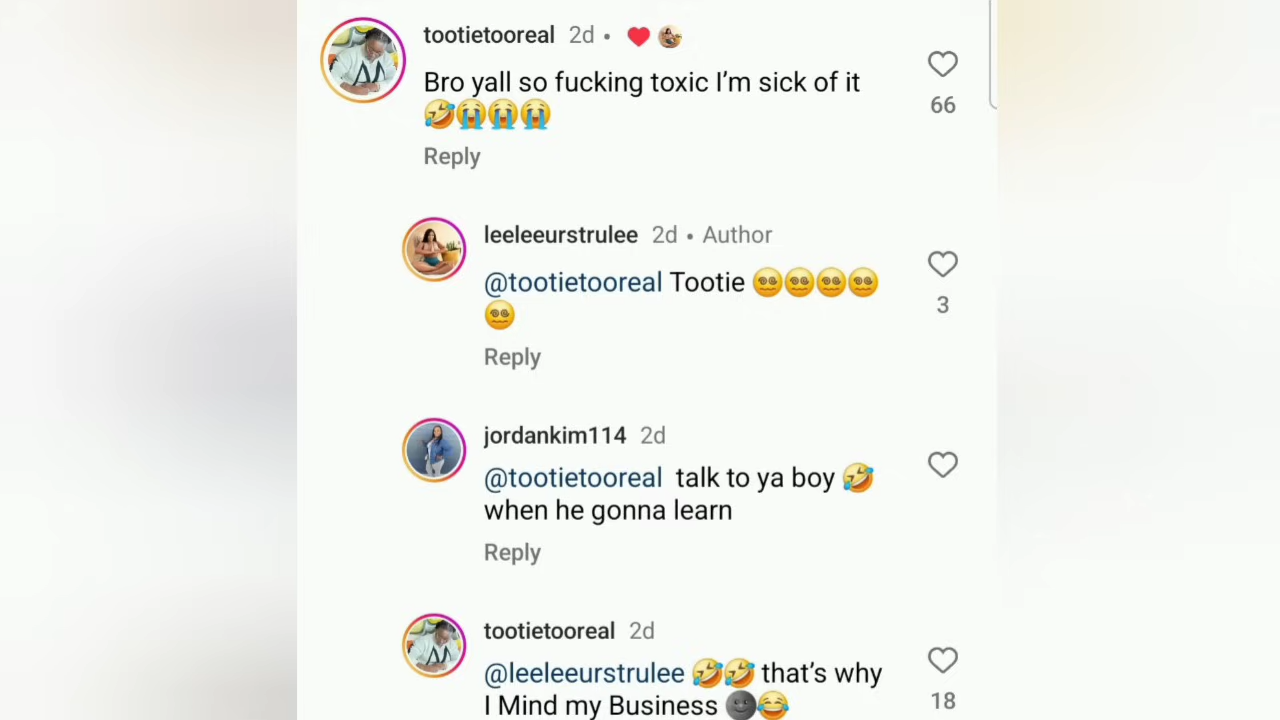 tootietooreal 2d • ❤️
Bro yall so fucking toxic I’m sick of it
🤣😭😭😭
66
Reply
leeleeurstrulee 2d • Author
@tootietooreal Tootie 😵‍💫😵‍💫😵‍💫😵‍💫
😵‍💫
3
Reply
jordankim114 2d
@tootietooreal talk to ya boy 🤣
when he gonna learn
Reply
tootietooreal 2d
@leeleeurstrulee 🤣🤣 that’s why
I Mind my Business 🌚😂
18